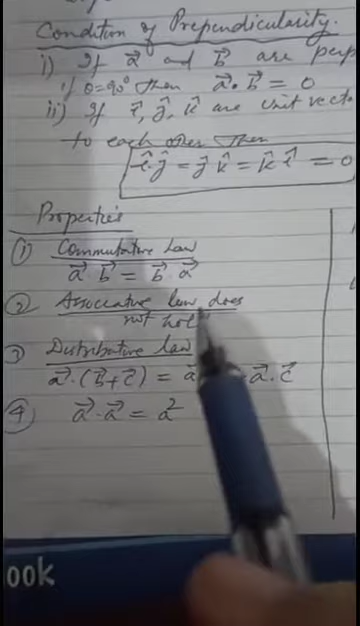 Condition of Prependicularity.
i) If a⃗ and b⃗ are perp
if θ=90° then a⃗. b⃗ = 0
ii) If î, ĵ, k̂ are unit vecto
to each other then
î.ĵ = ĵ k̂ = k̂ î = 0
Properties
① Commutative Law
a⃗ b⃗ = b⃗ a⃗
② Associative law does
not hol
③ Distributive law
a⃗.(b⃗+c⃗) = a⃗ a⃗.c⃗
④ a⃗.a⃗ = a²
ook